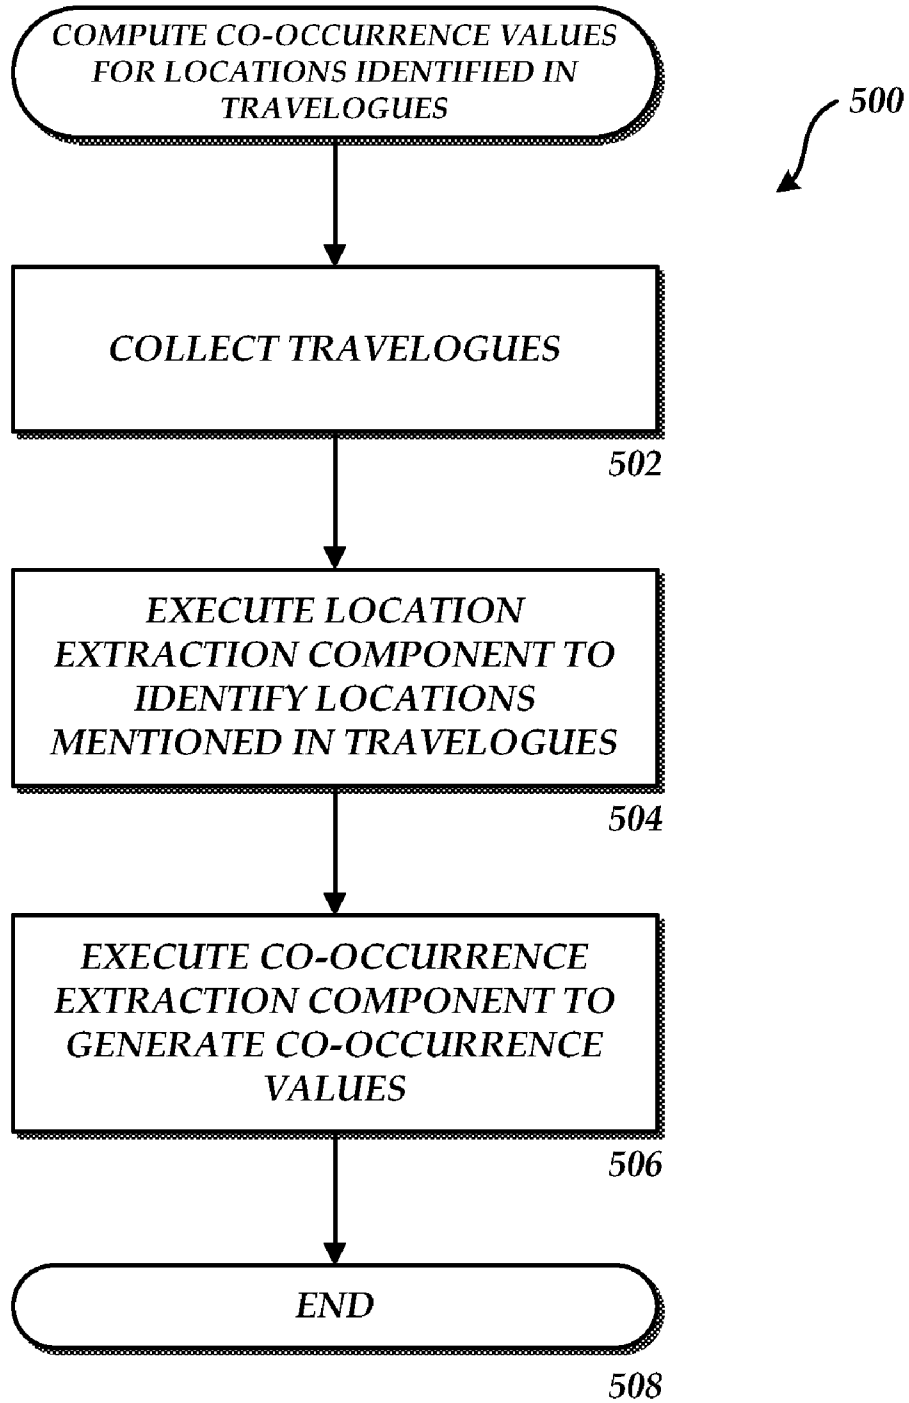 COMPUTE CO-OCCURRENCE VALUES
FOR LOCATIONS IDENTIFIED IN
TRAVELOGUES
500
COLLECT TRAVELOGUES
502
EXECUTE LOCATION
EXTRACTION COMPONENT TO
IDENTIFY LOCATIONS
MENTIONED IN TRAVELOGUES
504
EXECUTE CO-OCCURRENCE
EXTRACTION COMPONENT TO
GENERATE CO-OCCURRENCE
VALUES
506
END
508